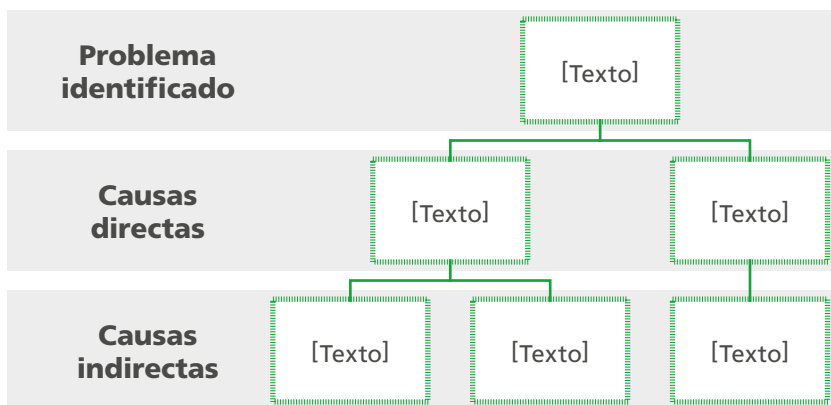 Problema
identificado
[Texto]
Causas
directas
[Texto]
[Texto]
Causas
indirectas
[Texto]
[Texto]
[Texto]